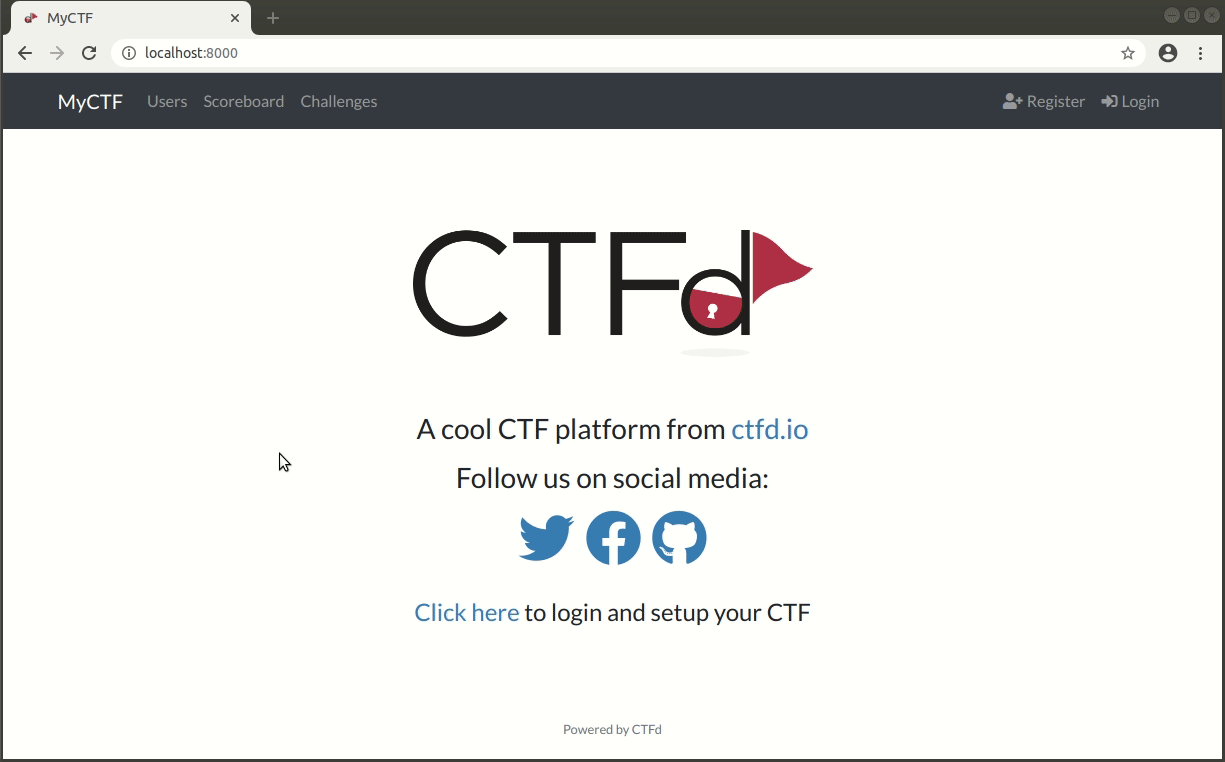 MyCTF
localhost:8000
MyCTF Users Scoreboard Challenges Register Login
CTFd
A cool CTF platform from ctfd.io
Follow us on social media:
Click here to login and setup your CTF
Powered by CTFd